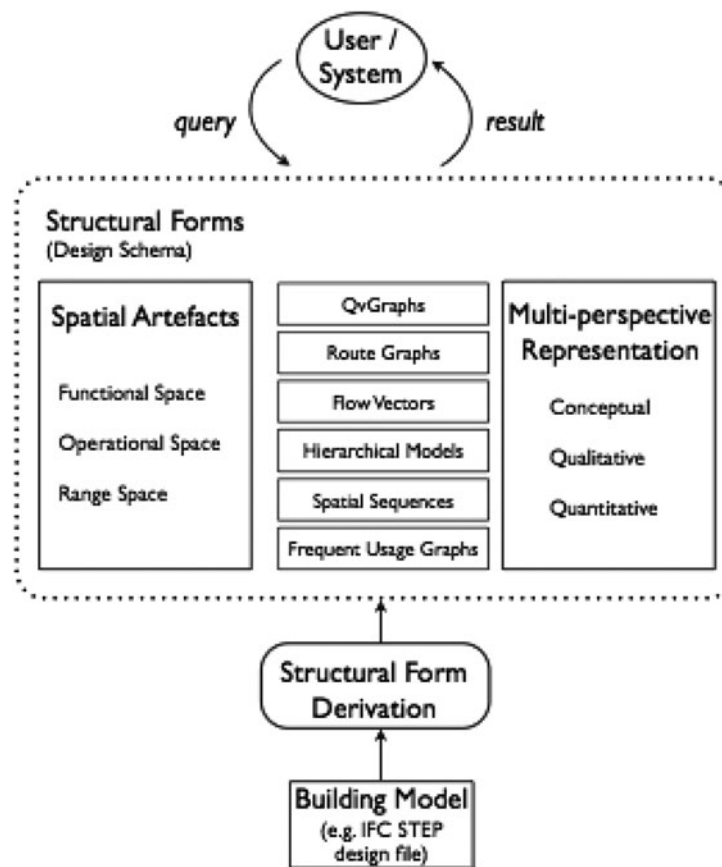 User /
System
query
result
Structural Forms
(Design Schema)
Spatial Artefacts
Functional Space
Operational Space
Range Space
QvGraphs
Route Graphs
Flow Vectors
Hierarchical Models
Spatial Sequences
Frequent Usage Graphs
Multi-perspective
Representation
Conceptual
Qualitative
Quantitative
Structural Form
Derivation
Building Model
(e.g. IFC STEP
design file)